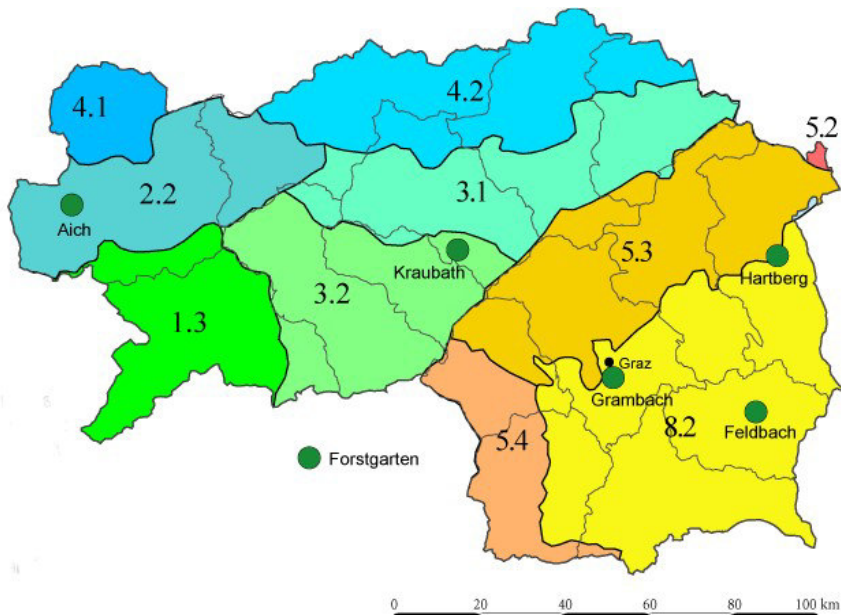 4.1
4.2
5.2
2.2
3.1
Aich
5.3
Kraubath
Hartberg
3.2
1.3
Graz
Grambach
8.2
Feldbach
5.4
Forstgarten
0 20 40 60 80 100 km